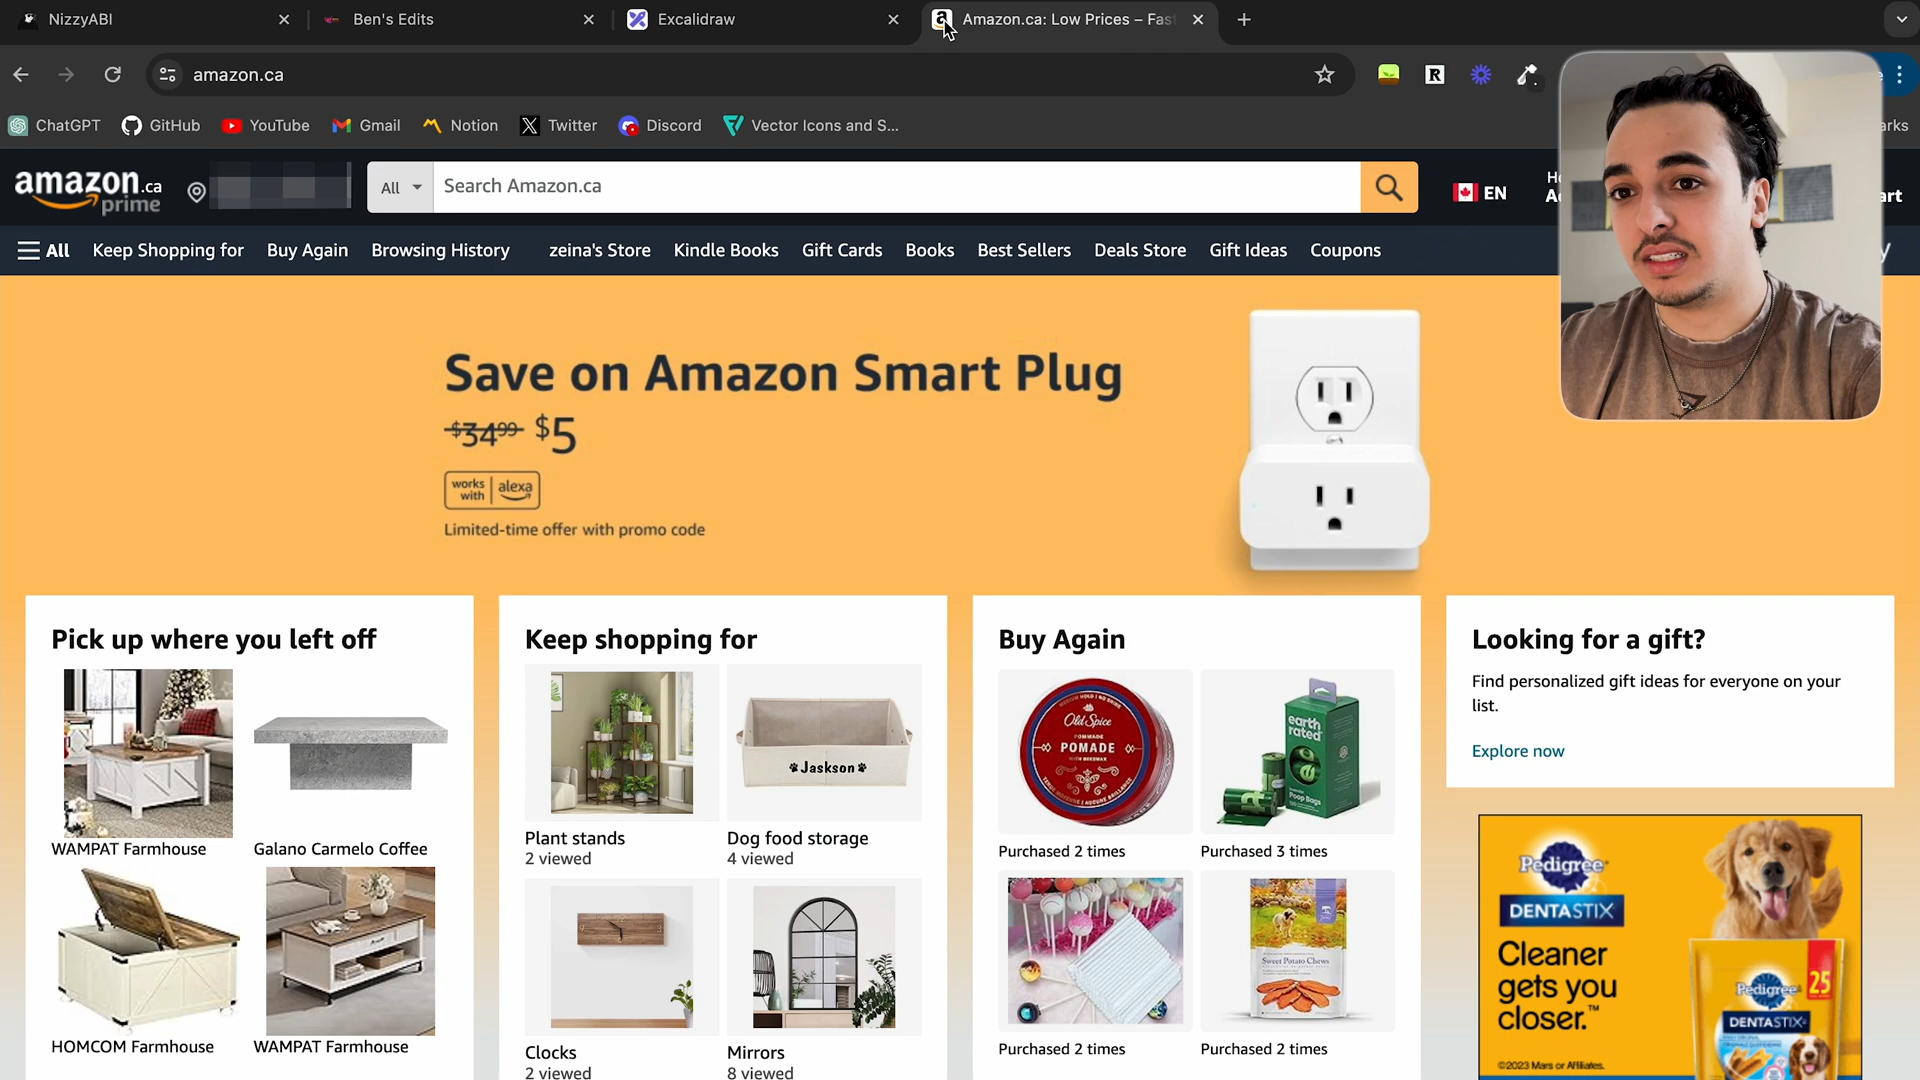 NizzyABI
Ben's Edits
Excalidraw
Amazon.ca: Low Prices – Fas
amazon.ca
ChatGPT
GitHub
YouTube
Gmail
Notion
Twitter
Discord
Vector Icons and S...
arks
amazon.ca
prime
All
Search Amazon.ca
EN
All
Keep Shopping for
Buy Again
Browsing History
zeina's Store
Kindle Books
Gift Cards
Books
Best Sellers
Deals Store
Gift Ideas
Coupons
Save on Amazon Smart Plug
$34.99 $5
works with | alexa
Limited-time offer with promo code
Pick up where you left off
WAMPAT Farmhouse
Galano Carmelo Coffee
HOMCOM Farmhouse
WAMPAT Farmhouse
Keep shopping for
Jaskson
Plant stands
2 viewed
Dog food storage
4 viewed
Clocks
2 viewed
Mirrors
8 viewed
Buy Again
Old Spice
POMMADE
POMADE
WITH BEESWAX
earth
rated
Poop Bags
Purchased 2 times
Purchased 3 times
Sweet Potato Chews
Purchased 2 times
Purchased 2 times
Looking for a gift?
Find personalized gift ideas for everyone on your
list.
Explore now
Pedigree
DENTASTIX
Cleaner
gets you
closer.™
Pedigree
25
DENTASTIX
©2023 Mars or Affiliates.